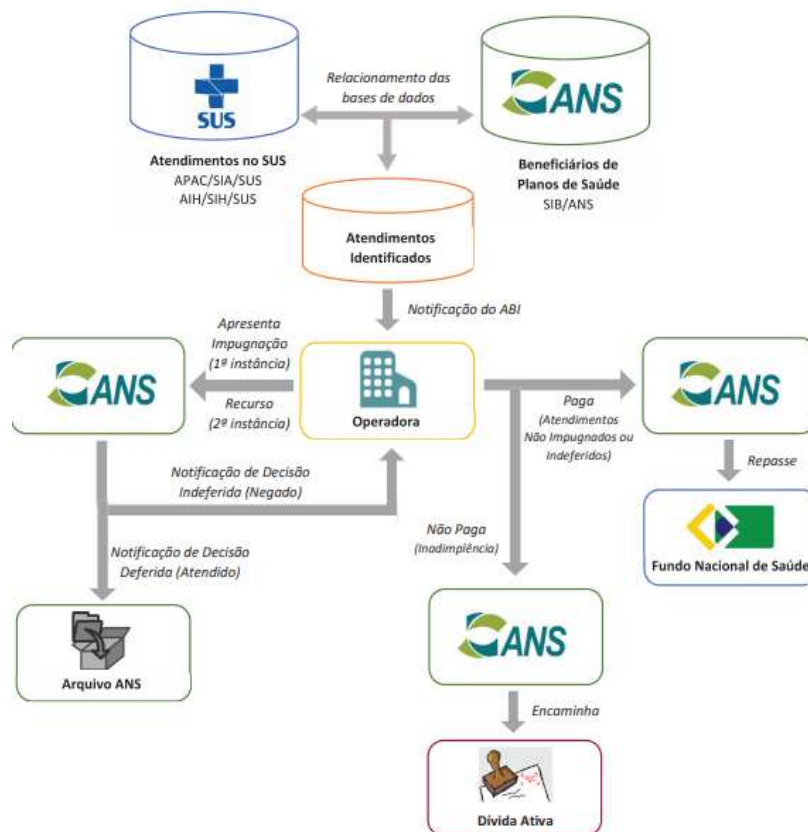 SUS
Relacionamento das
bases de dados
ANS
Atendimentos no SUS
APAC/SIA/SUS
AIH/SIH/SUS
Beneficiários de
Planos de Saúde
SIB/ANS
Atendimentos
Identificados
Notificação do ABI
Apresenta
Impugnação
(1ª instância)
ANS
Recurso
(2ª instância)
Operadora
Paga
(Atendimentos
Não Impugnados ou
Indeferidos)
ANS
Repasse
Fundo Nacional de Saúde
Notificação de Decisão
Indeferida (Negado)
Não Paga
(Inadimplência)
Notificação de Decisão
Deferida (Atendido)
Arquivo ANS
ANS
Encaminha
Dívida Ativa